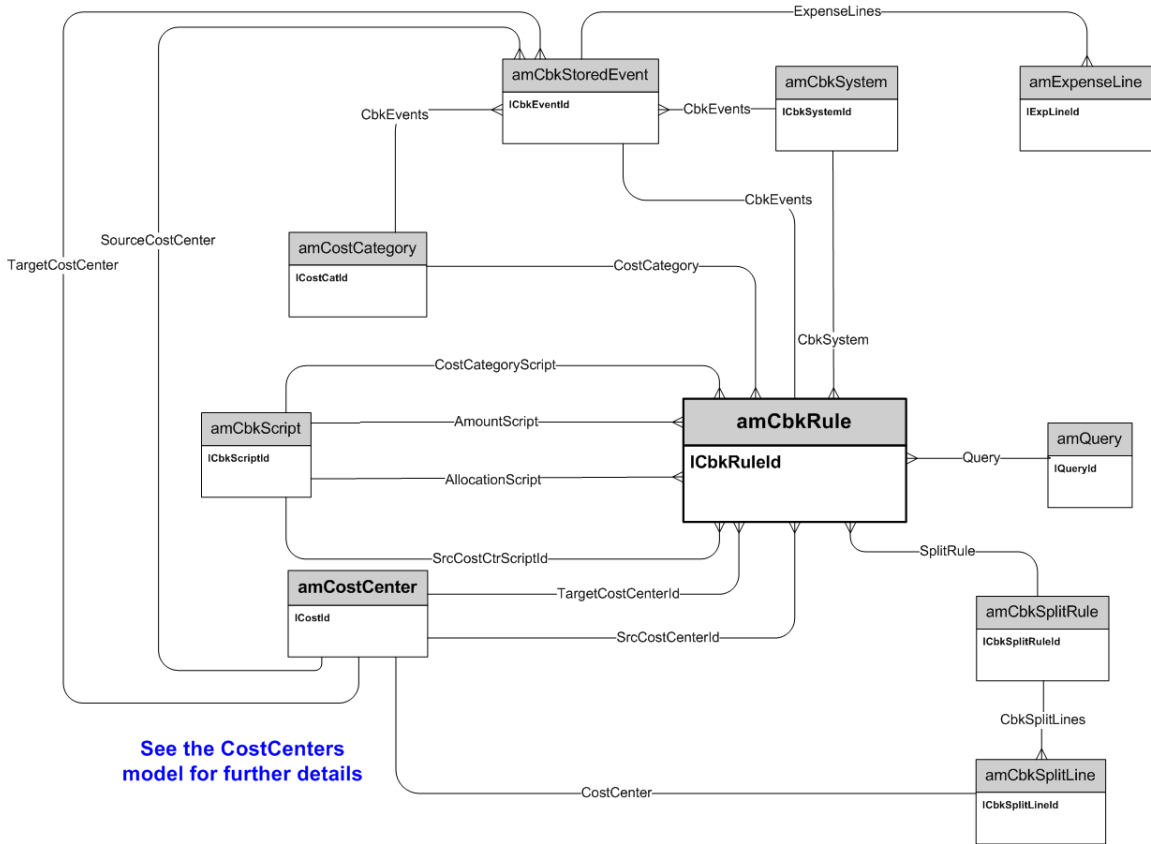 ExpenseLines
amCbkStoredEvent
lCbkEventId
amCbkSystem
lCbkSystemId
amExpenseLine
lExpLineId
CbkEvents
CbkEvents
CbkEvents
SourceCostCenter
TargetCostCenter
amCostCategory
lCostCatId
CostCategory
CbkSystem
CostCategoryScript
amCbkScript
lCbkScriptId
AmountScript
AllocationScript
SrcCostCtrScriptId
amCbkRule
lCbkRuleId
Query
amQuery
lQueryId
SplitRule
amCostCenter
lCostId
TargetCostCenterId
SrcCostCenterId
amCbkSplitRule
lCbkSplitRuleId
CbkSplitLines
See the CostCenters
model for further details
CostCenter
amCbkSplitLine
lCbkSplitLineId